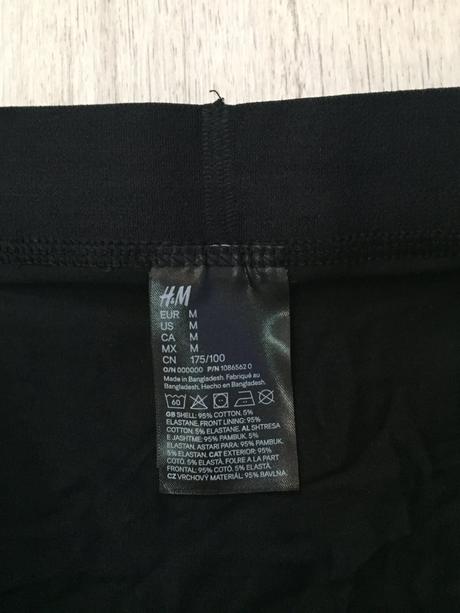 H&M
EUR M
US M
CA M
MX M
CN 175/100
O/N 000000 P/N 1086562 0
Made in Bangladesh. Fabriqué au
Bangladesh, Hecho en Bangladesh.
60
GB SHELL: 95% COTTON, 5%
ELASTANE, FRONT LINING: 95%
COTTON, 5% ELASTANE. AL SHTRESA
E JASHTME: 95% PAMBUK, 5%
ELASTAN, ASTARI PARA: 95% PAMBUK,
5% ELASTAN. CAT EXTERIOR: 95%
COTÓ, 5% ELASTÀ. FOLRE A LA PART
FRONTAL: 95% COTÓ, 5% ELASTÀ.
CZ VRCHOVÝ MATERIÁL: 95% BAVLNA,